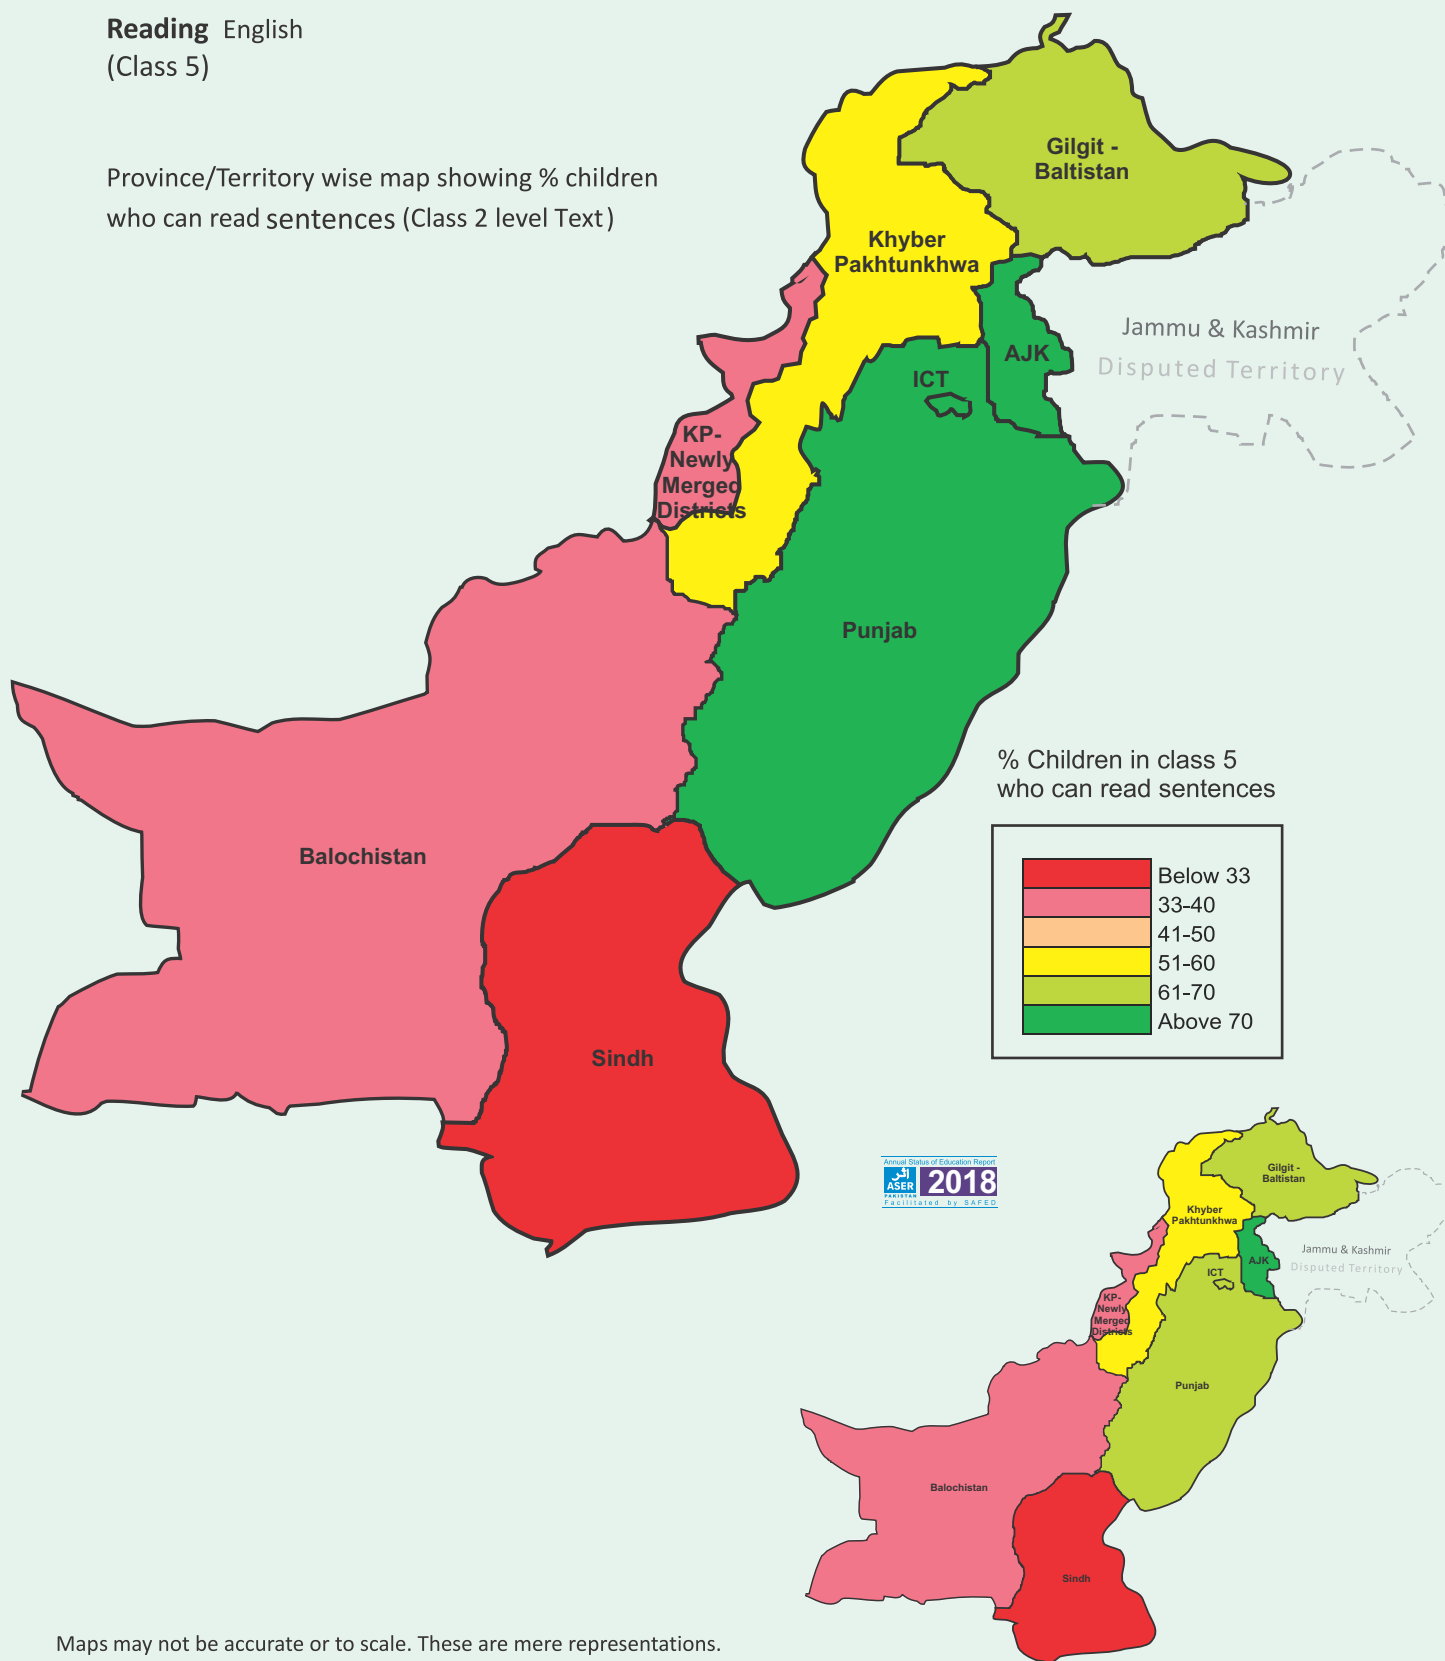 Reading English
(Class 5)
Province/Territory wise map showing % children
who can read sentences (Class 2 level Text)
Gilgit -
Baltistan
Khyber
Pakhtunkhwa
Jammu & Kashmir
Disputed Territory
AJK
ICT
KP-
Newly
Merged
Districts
Punjab
Balochistan
Sindh
% Children in class 5
who can read sentences
Below 33
33-40
41-50
51-60
61-70
Above 70
Annual Status of Education Report
اثر
ASER
PAKISTAN
2018
Facilitated by SAFED
Gilgit -
Baltistan
Khyber
Pakhtunkhwa
Jammu & Kashmir
Disputed Territory
AJK
ICT
KP-
Newly
Merged
Districts
Punjab
Balochistan
Sindh
Maps may not be accurate or to scale. These are mere representations.